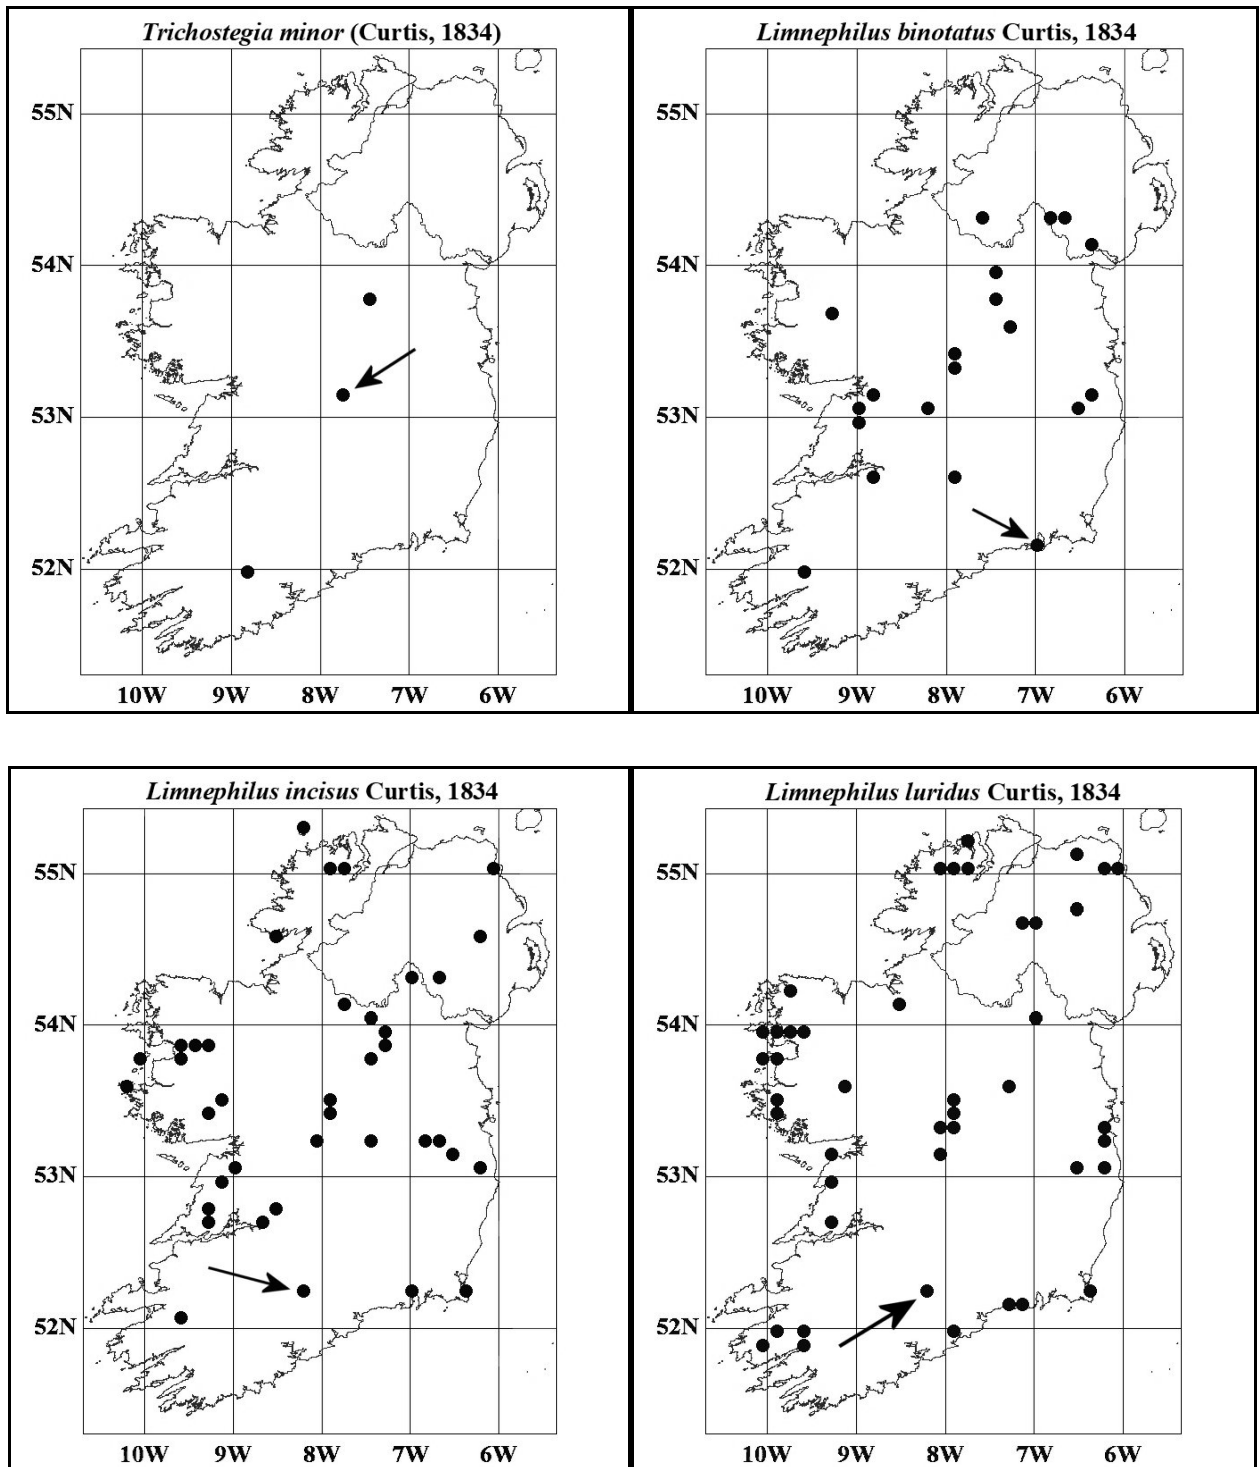 Trichostegia minor (Curtis, 1834)
55N
54N
53N
52N
10W 9W 8W 7W 6W
Limnephilus binotatus Curtis, 1834
55N
54N
53N
52N
10W 9W 8W 7W 6W
Limnephilus incisus Curtis, 1834
55N
54N
53N
52N
10W 9W 8W 7W 6W
Limnephilus luridus Curtis, 1834
55N
54N
53N
52N
10W 9W 8W 7W 6W